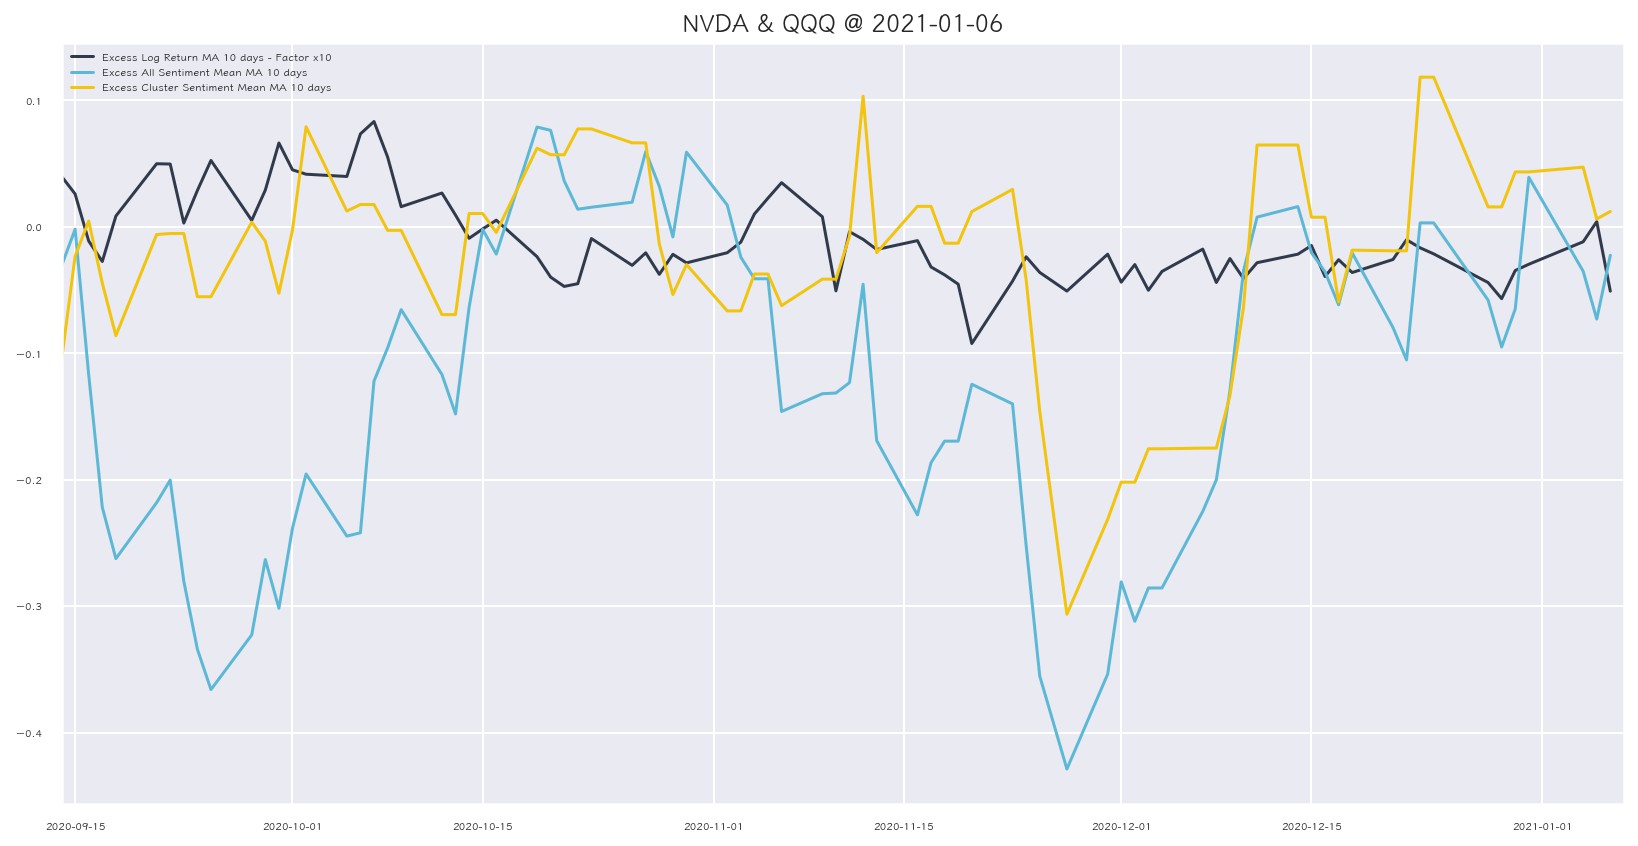 NVDA & QQQ @ 2021-01-06
Excess Log Return MA 10 days - Factor x10
Excess All Sentiment Mean MA 10 days
Excess Cluster Sentiment Mean MA 10 days
0.1
0.0
−0.1
−0.2
−0.3
−0.4
2020-09-15 2020-10-01 2020-10-15 2020-11-01 2020-11-15 2020-12-01 2020-12-15 2021-01-01